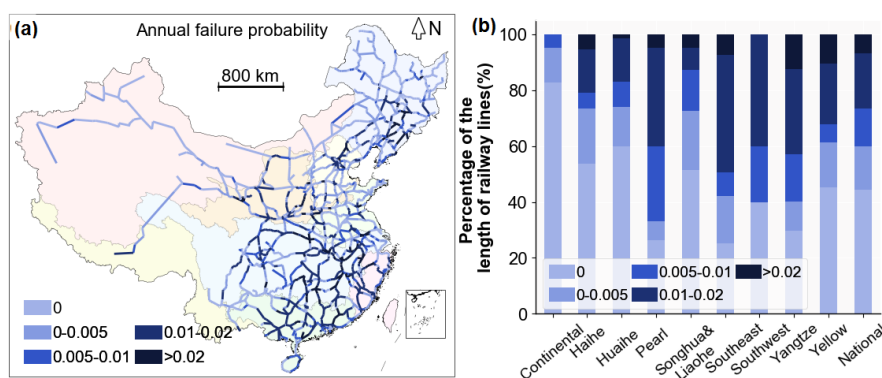 (a)
Annual failure probability
N
800 km
0
0-0.005
0.005-0.01
0.01-0.02
>0.02
(b)
Percentage of the
length of railway lines(%)
100
80
60
40
20
0
0
0-0.005
0.005-0.01
0.01-0.02
>0.02
Continental
Haihe
Huaihe
Pearl
Songhua&
Liaohe
Southeast
Southwest
Yangtze
Yellow
National